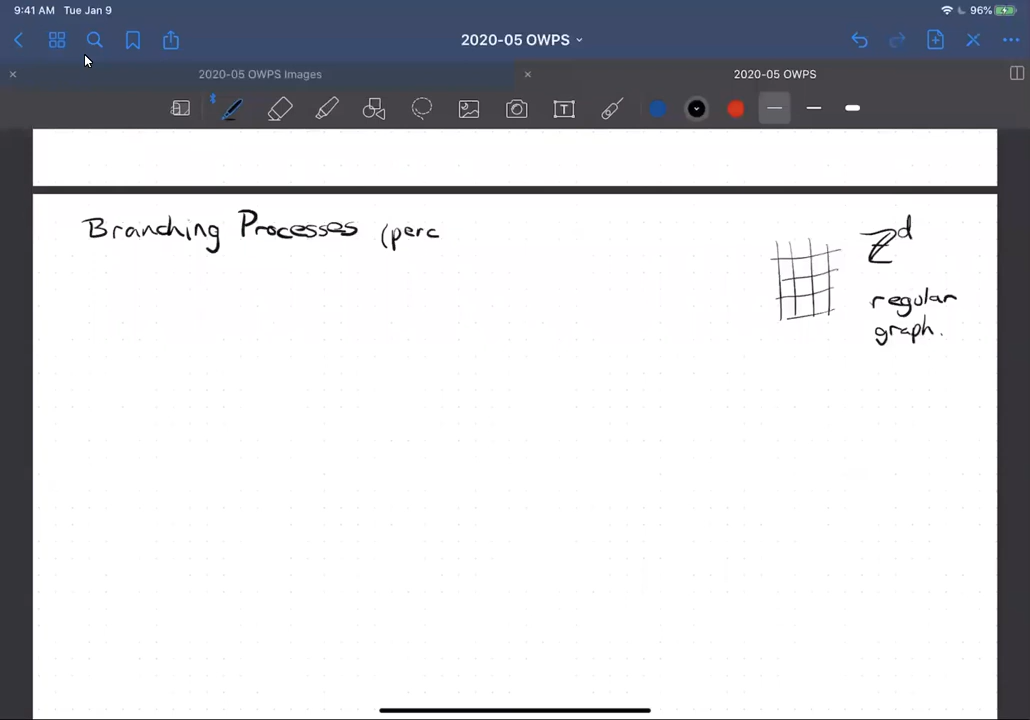 9:41 AM Tue Jan 9
96%
2020-05 OWPS
2020-05 OWPS Images
2020-05 OWPS
T
Branching Processes (perc
ℤᵈ
regular
graph.